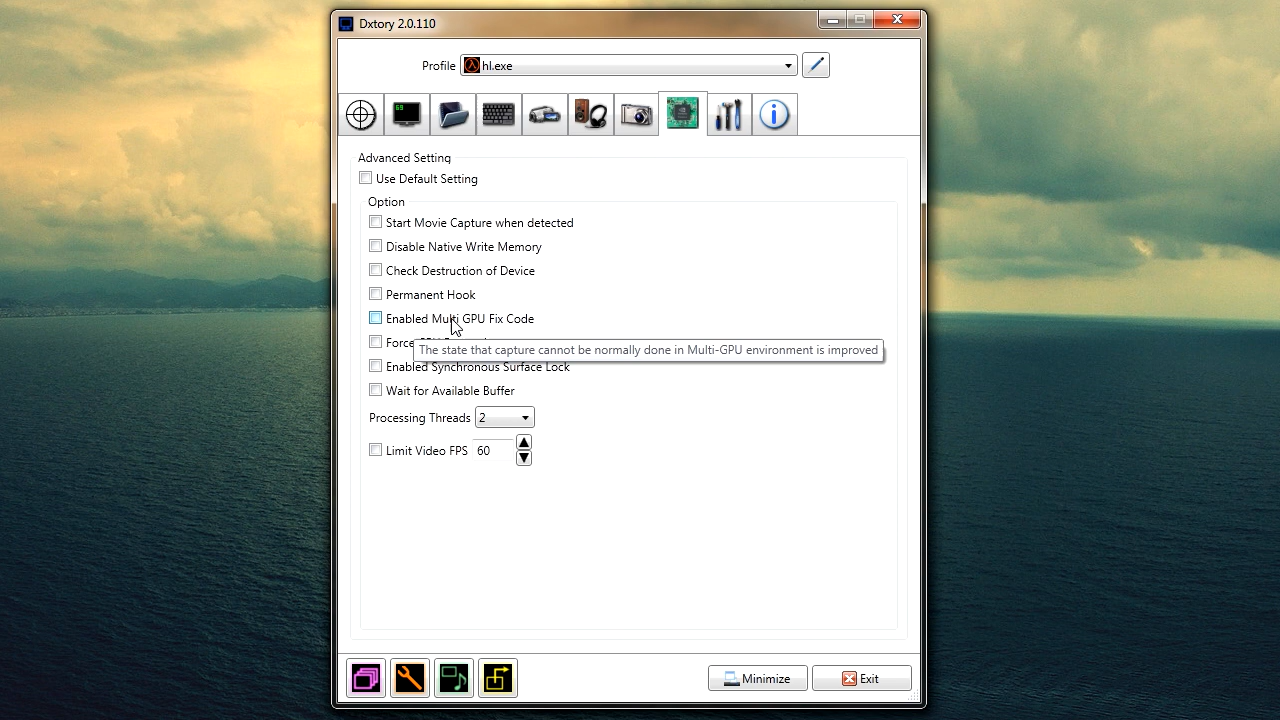 Dxtory 2.0.110
Profile hl.exe
69
Advanced Setting
Use Default Setting
Option
Start Movie Capture when detected
Disable Native Write Memory
Check Destruction of Device
Permanent Hook
Enabled Multi GPU Fix Code
Force
The state that capture cannot be normally done in Multi-GPU environment is improved
Enabled Synchronous Surface Lock
Wait for Available Buffer
Processing Threads 2
Limit Video FPS 60
Minimize Exit